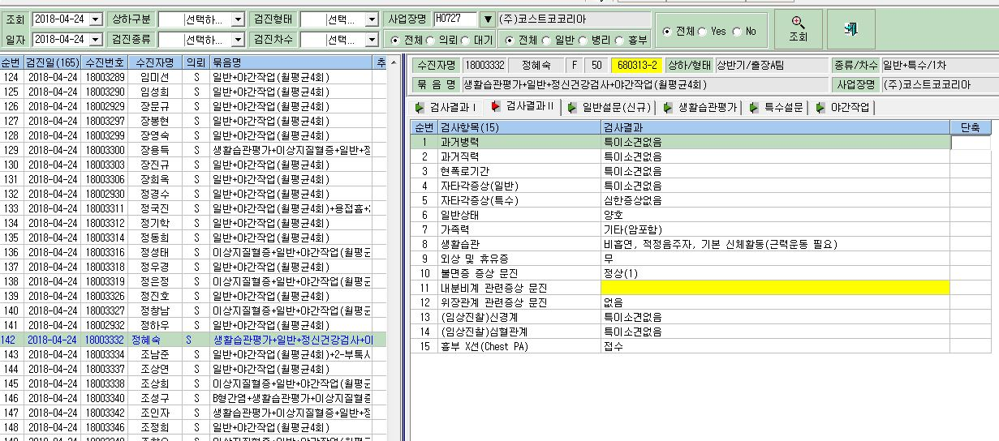 조회 2018-04-24 상하구분 |선택하... 검진형태 |선택... 사업장명 H0727 ▼ (주)코스트코코리아 전체 Yes No 조회
일자 2018-04-24 검진종류 |선택하... 검진차수 |선택... 전체 의뢰 대기 전체 일반 병리 흉부
순번 검진일(165) 수진번호 수진자명 의뢰 묶음명 추
124 2018-04-24 18003289 임미선 S 일반+야간작업(월평균4회)
125 2018-04-24 18003290 임성희 S 일반+야간작업(월평균4회)
126 2018-04-24 18002929 장문규 S 일반+야간작업(월평균4회)
127 2018-04-24 18003297 장봉현 S 일반+야간작업(월평균4회)
128 2018-04-24 18003299 장영숙 S 일반+야간작업(월평균4회)
129 2018-04-24 18003300 장용득 S 생활습관평가+이상지질혈증+일반+정
130 2018-04-24 18003303 장진규 S 일반+야간작업(월평균4회)
131 2018-04-24 18003306 장희옥 S 일반+야간작업(월평균4회)
132 2018-04-24 18002930 정경수 S 일반+야간작업(월평균4회)
133 2018-04-24 18003311 정국진 S 일반+야간작업(월평균4회)+용접흄+
134 2018-04-24 18003312 정기학 S 일반+야간작업(월평균4회)
135 2018-04-24 18003314 정동희 S 일반+야간작업(월평균4회)
136 2018-04-24 18003316 정성태 S 이상지질혈증+일반+야간작업(월평균
137 2018-04-24 18003318 정우경 S 일반+야간작업(월평균4회)
138 2018-04-24 18003319 정은정 S 이상지질혈증+일반+야간작업(월평균
139 2018-04-24 18003326 정진호 S 일반+야간작업(월평균4회)
140 2018-04-24 18003327 정창남 S 이상지질혈증+일반+야간작업(월평균
141 2018-04-24 18002932 정하우 S 일반+야간작업(월평균4회)
142 2018-04-24 18003332 정혜숙 S 생활습관평가+일반+정신건강검사+야
143 2018-04-24 18003334 조남준 S 일반+야간작업(월평균4회)+2-부톡시
144 2018-04-24 18003337 조상연 S 일반+야간작업(월평균4회)
145 2018-04-24 18003338 조상희 S 이상지질혈증+일반+야간작업(월평균
146 2018-04-24 18003340 조성구 S B형간염+생활습관평가+이상지질혈증
147 2018-04-24 18003342 조인자 S 생활습관평가+이상지질혈증+일반+정
148 2018-04-24 18003346 조정희 S 일반+야간작업(월평균4회)
수진자명 18003332 정혜숙 F 50 680313-2 상하/형태 상반기/출장A팀 종류/차수 일반+특수/1차
묶 음 명 생활습관평가+일반+정신건강검사+야간작업(월평균4회) 사업장명 (주)코스트코코리아
검사결과 I 검사결과 II 일반설문(신규) 생활습관평가 특수설문 야간작업
순번 검사항목(15) 검사결과 단축
1 과거병력 특이소견없음
2 과거직력 특이소견없음
3 현폭로기간 특이소견없음
4 자타각증상(일반) 특이소견없음
5 자타각증상(특수) 심한증상없음
6 일반상태 양호
7 가족력 기타(암포함)
8 생활습관 비흡연, 적정음주자, 기본 신체활동(근력운동 필요)
9 외상 및 휴유증 무
10 불면증 증상 문진 정상(1)
11 내분비계 관련증상 문진
12 위장관계 관련증상 문진 없음
13 (임상진찰)신경계 특이소견없음
14 (임상진찰)심혈관계 특이소견없음
15 흉부 X선(Chest PA) 접수